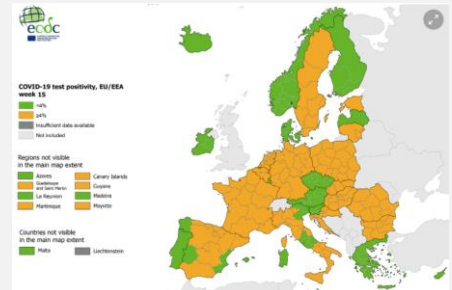 ecdc
COVID-19 test positivity, EU/EEA
week 15
<4%
≥4%
Insufficient data available
Not included
Regions not visible
in the main map extent
Azores
Canary Islands
Guadeloupe
and Saint Martin
Guyane
La Reunion
Madeira
Martinique
Mayotte
Countries not visible
in the main map extent
Malta
Liechtenstein